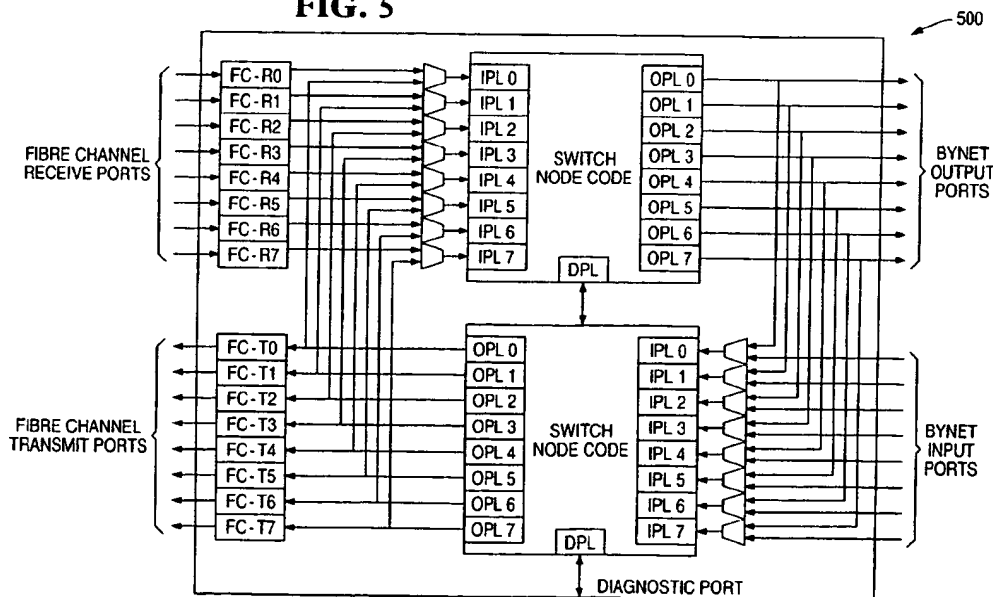 FIG. 5
500
FIBRE CHANNEL
RECEIVE PORTS
FC-R0
FC-R1
FC-R2
FC-R3
FC-R4
FC-R5
FC-R6
FC-R7
IPL 0
IPL 1
IPL 2
IPL 3
IPL 4
IPL 5
IPL 6
IPL 7
SWITCH
NODE CODE
DPL
OPL 0
OPL 1
OPL 2
OPL 3
OPL 4
OPL 5
OPL 6
OPL 7
BYNET
OUTPUT
PORTS
FIBRE CHANNEL
TRANSMIT PORTS
FC-T0
FC-T1
FC-T2
FC-T3
FC-T4
FC-T5
FC-T6
FC-T7
OPL 0
OPL 1
OPL 2
OPL 3
OPL 4
OPL 5
OPL 6
OPL 7
SWITCH
NODE CODE
DPL
IPL 0
IPL 1
IPL 2
IPL 3
IPL 4
IPL 5
IPL 6
IPL 7
BYNET
INPUT
PORTS
DIAGNOSTIC PORT